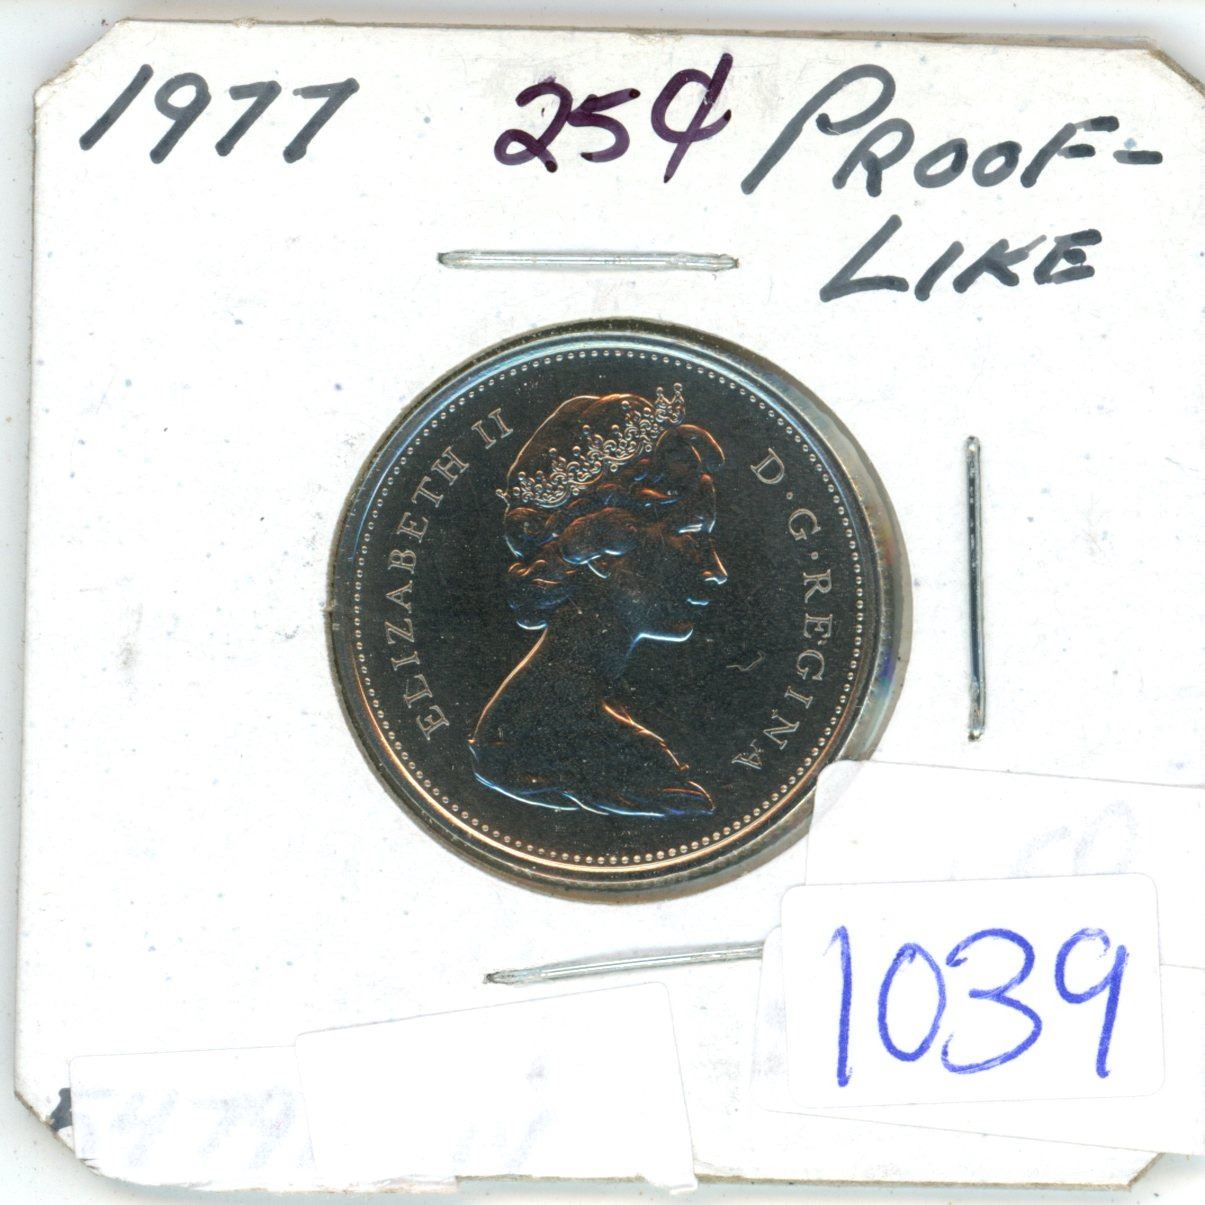 1977 25¢ PROOF-
LIKE
ELIZABETH II D·G·REGINA
1039